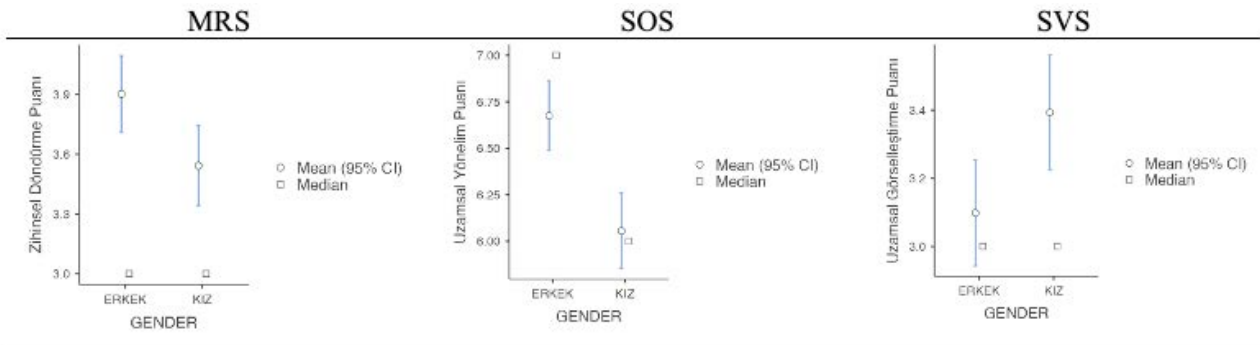 MRS
Zihinsel Döndürme Puanı
3.9
3.6
3.3
3.0
ERKEK KIZ
GENDER
Mean (95% CI)
Median
SOS
Uzamsal Yönelim Puanı
7.00
6.75
6.50
6.25
6.00
ERKEK KIZ
GENDER
Mean (95% CI)
Median
SVS
Uzamsal Görselleştirme Puanı
3.4
3.2
3.0
ERKEK KIZ
GENDER
Mean (95% CI)
Median